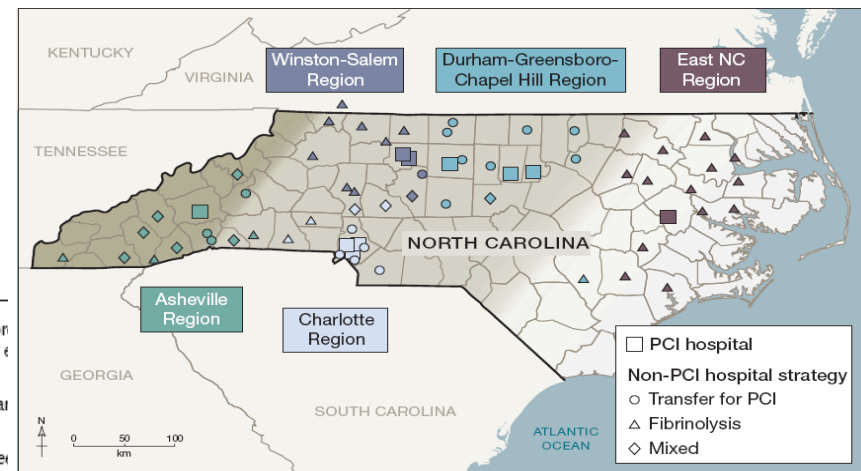 KENTUCKY
VIRGINIA
Winston-Salem
Region
Durham-Greensboro-
Chapel Hill Region
East NC
Region
TENNESSEE
NORTH CAROLINA
Asheville
Region
Charlotte
Region
GEORGIA
SOUTH CAROLINA
ATLANTIC
OCEAN
N
0 50 100
km
PCI hospital
Non-PCI hospital strategy
Transfer for PCI
Fibrinolysis
Mixed